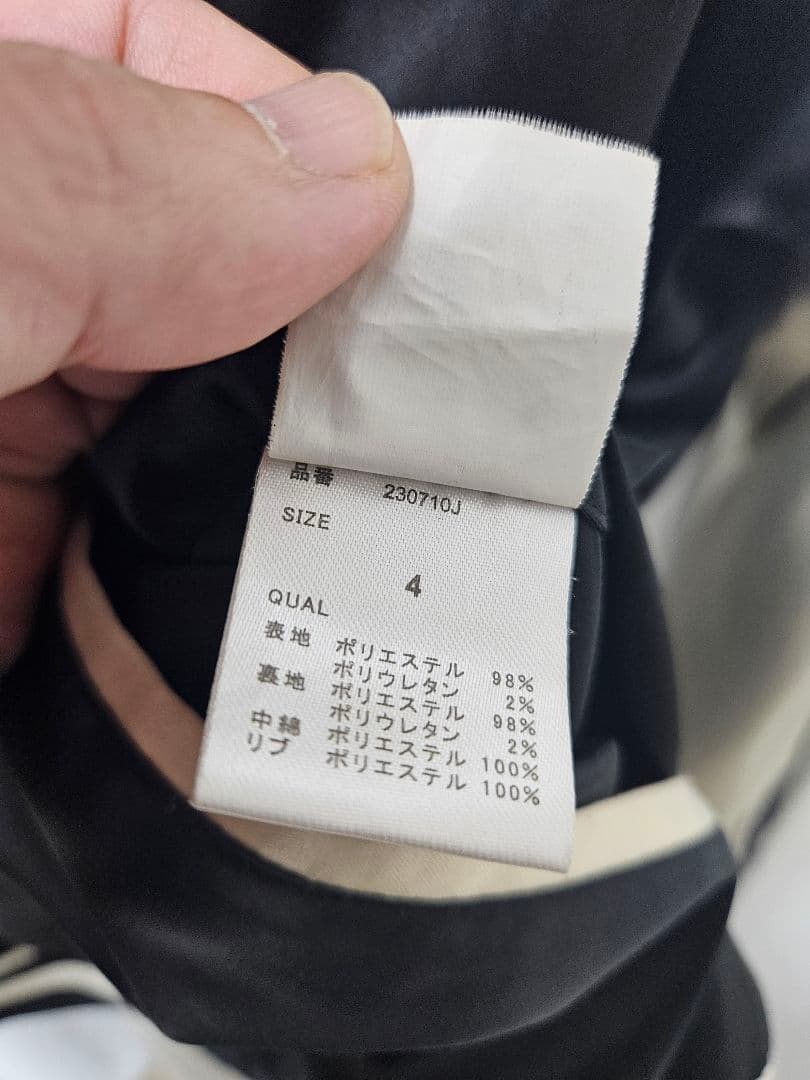 品番 230710J
SIZE
4
QUAL
表地 ポリエステル 98%
ポリウレタン 2%
裏地 ポリエステル 98%
ポリウレタン 2%
中綿 ポリエステル 100%
リブ ポリエステル 100%